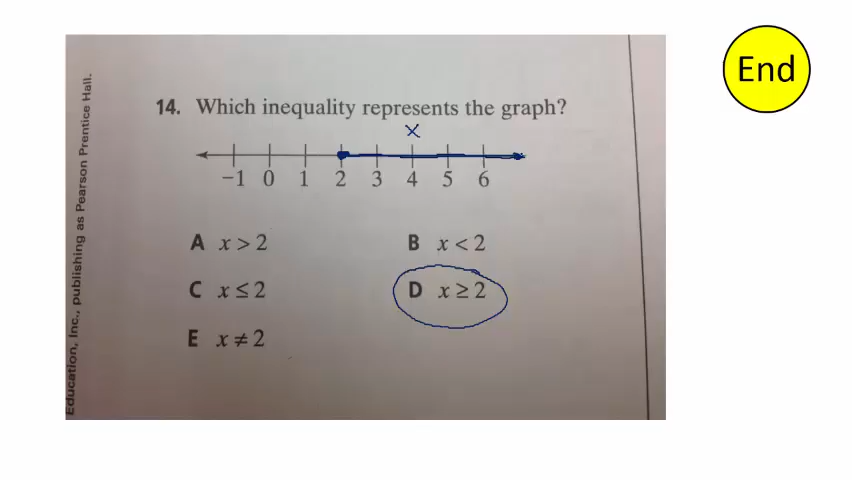 End
Education, Inc., publishing as Pearson Prentice Hall.
14. Which inequality represents the graph?
x
−1 0 1 2 3 4 5 6
A x > 2
B x < 2
C x ≤ 2
D x ≥ 2
E x ≠ 2